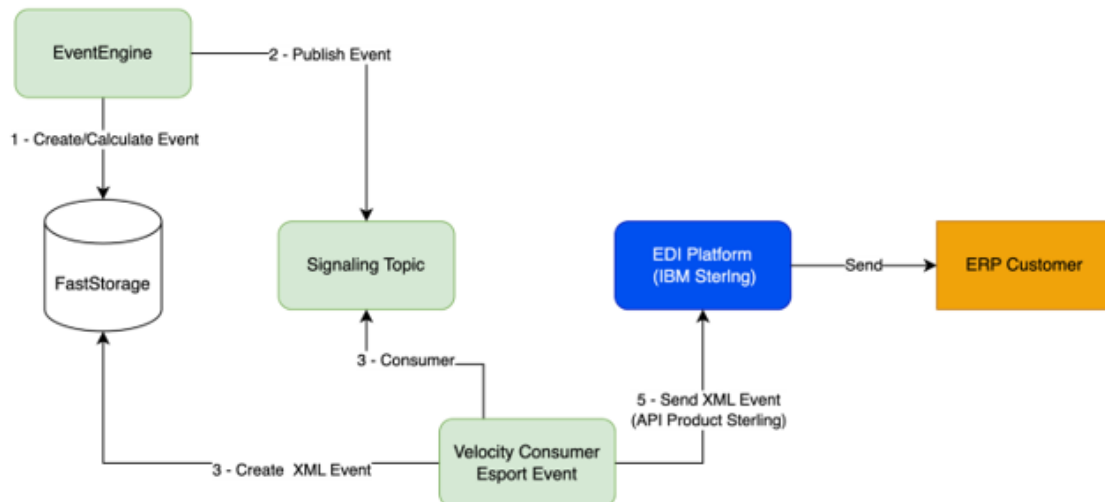 EventEngine
2 - Publish Event
1 - Create/Calculate Event
FastStorage
Signaling Topic
EDI Platform
(IBM Sterlng)
Send
ERP Customer
3 - Consumer
5 - Send XML Event
(API Product Sterling)
Velocity Consumer
Esport Event
3 - Create XML Event